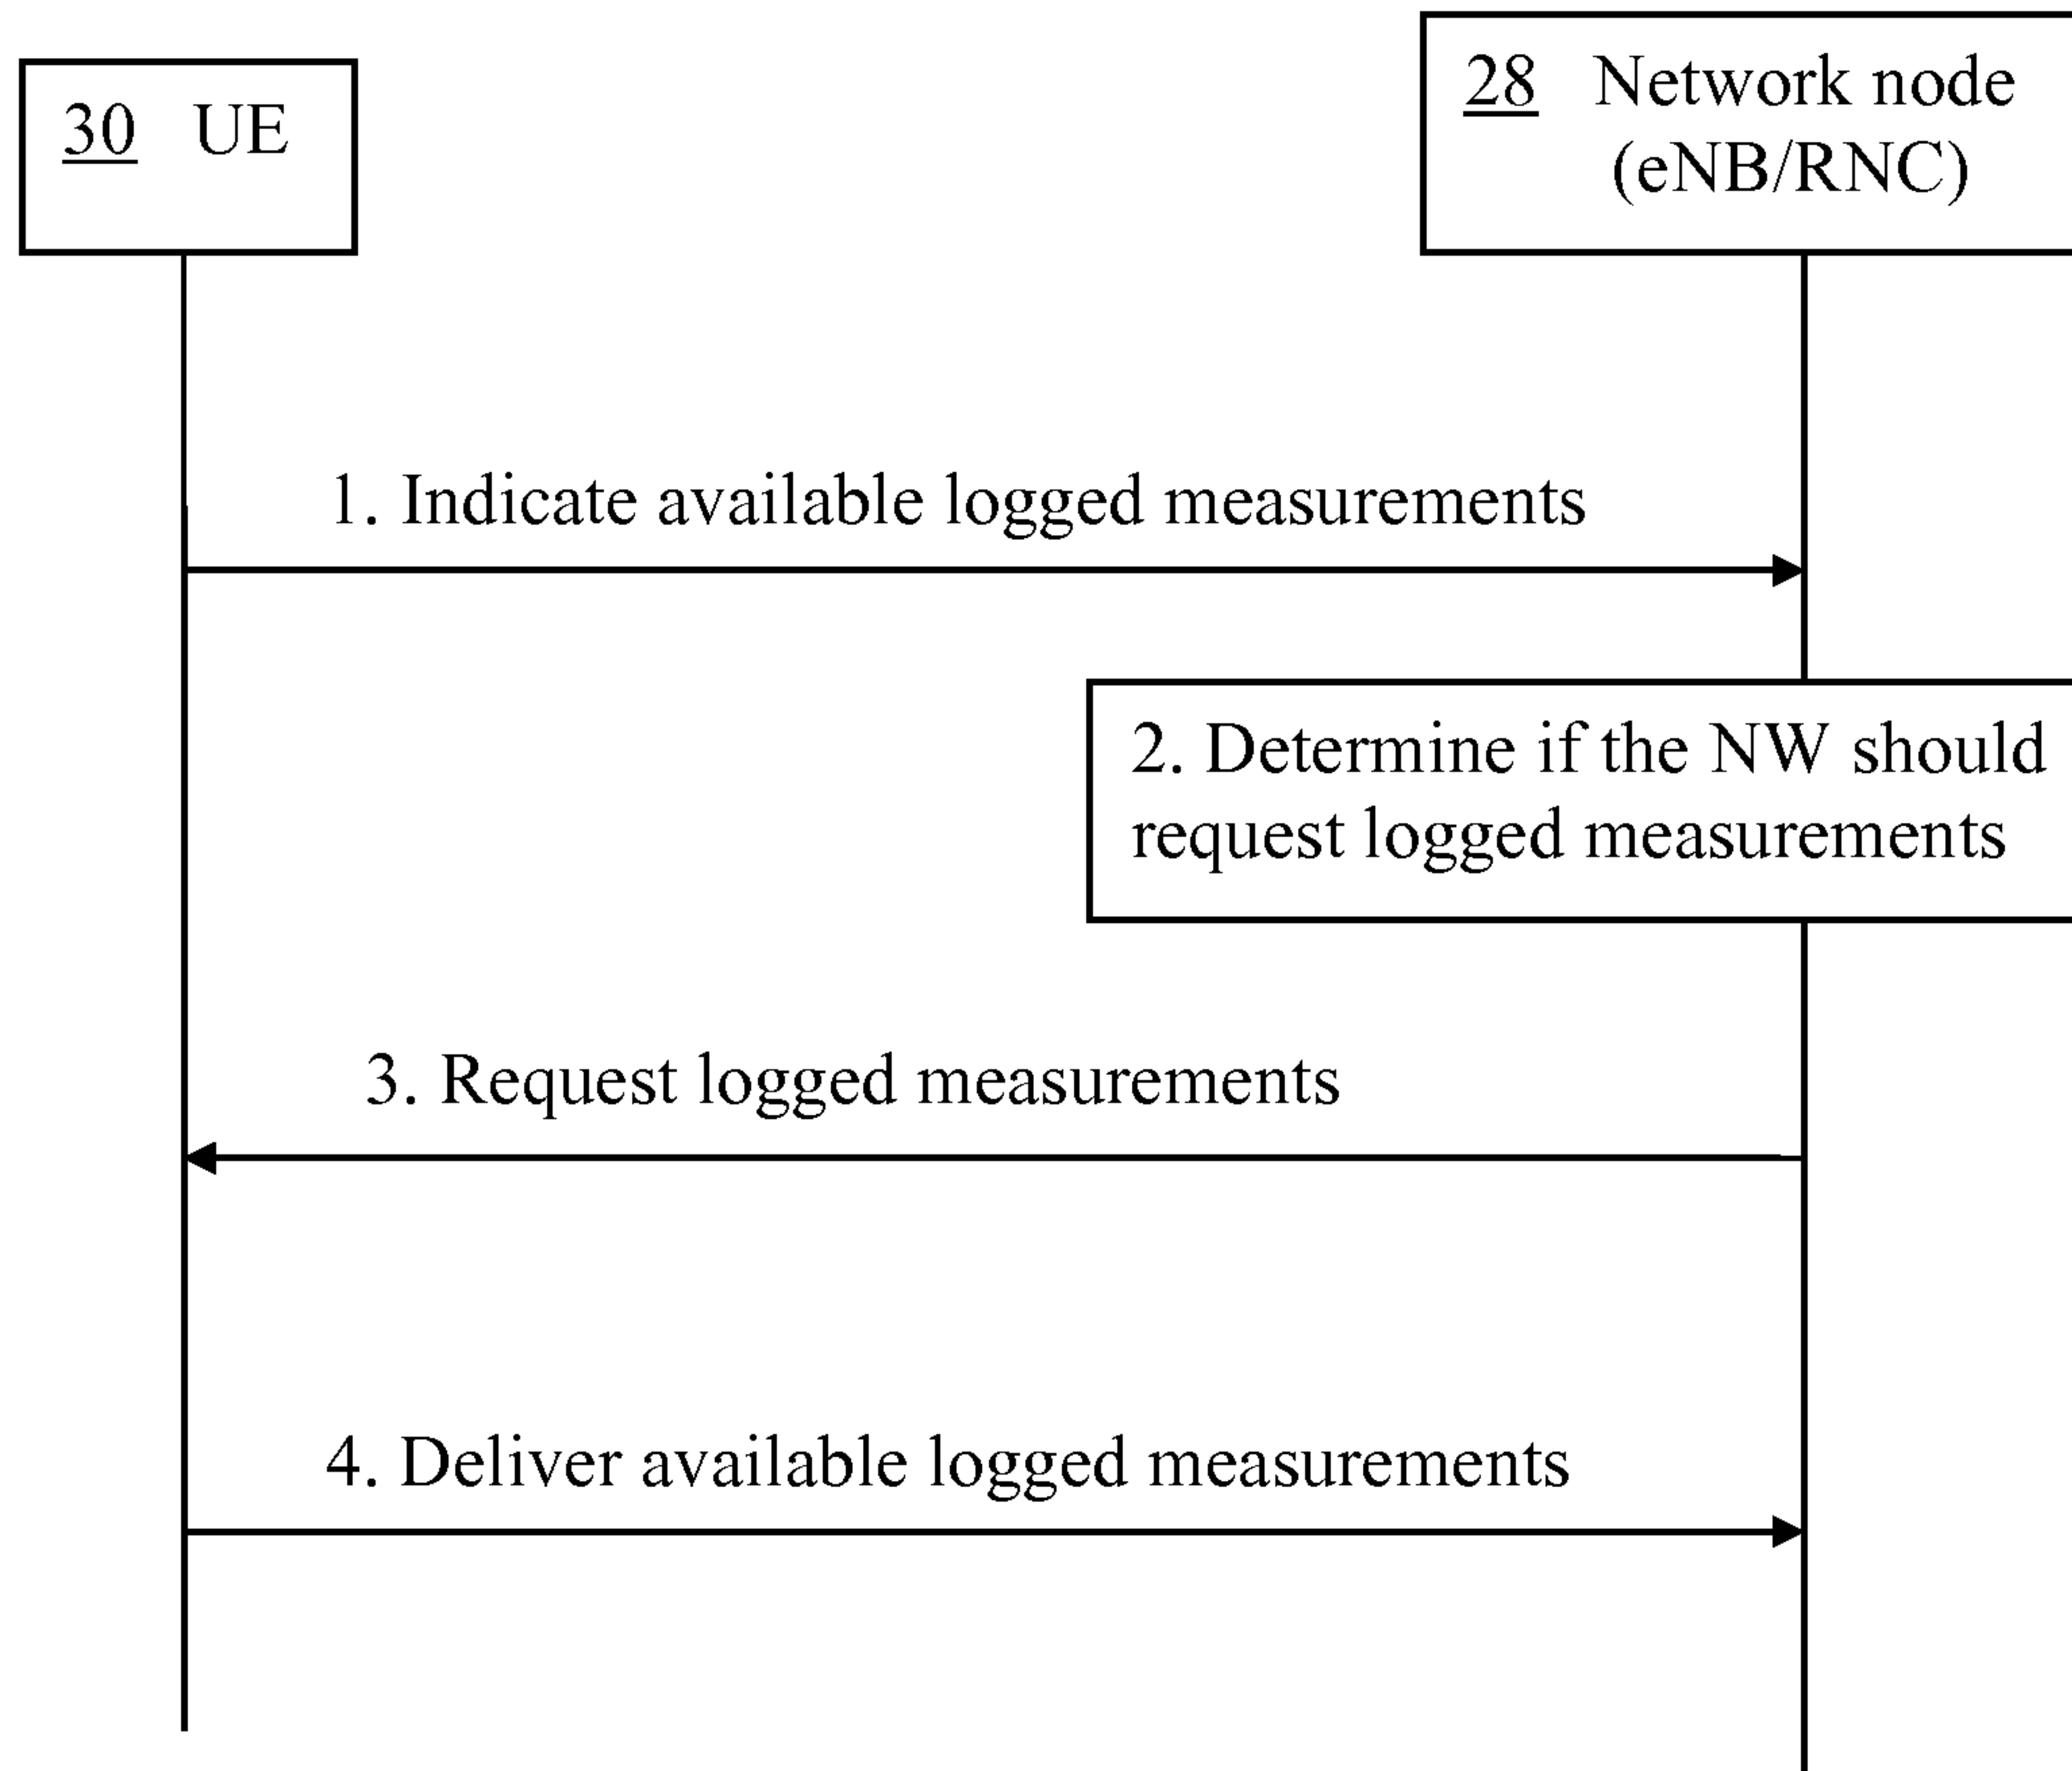 30 UE
28 Network node
(eNB/RNC)
1. Indicate available logged measurements
2. Determine if the NW should
request logged measurements
3. Request logged measurements
4. Deliver available logged measurements